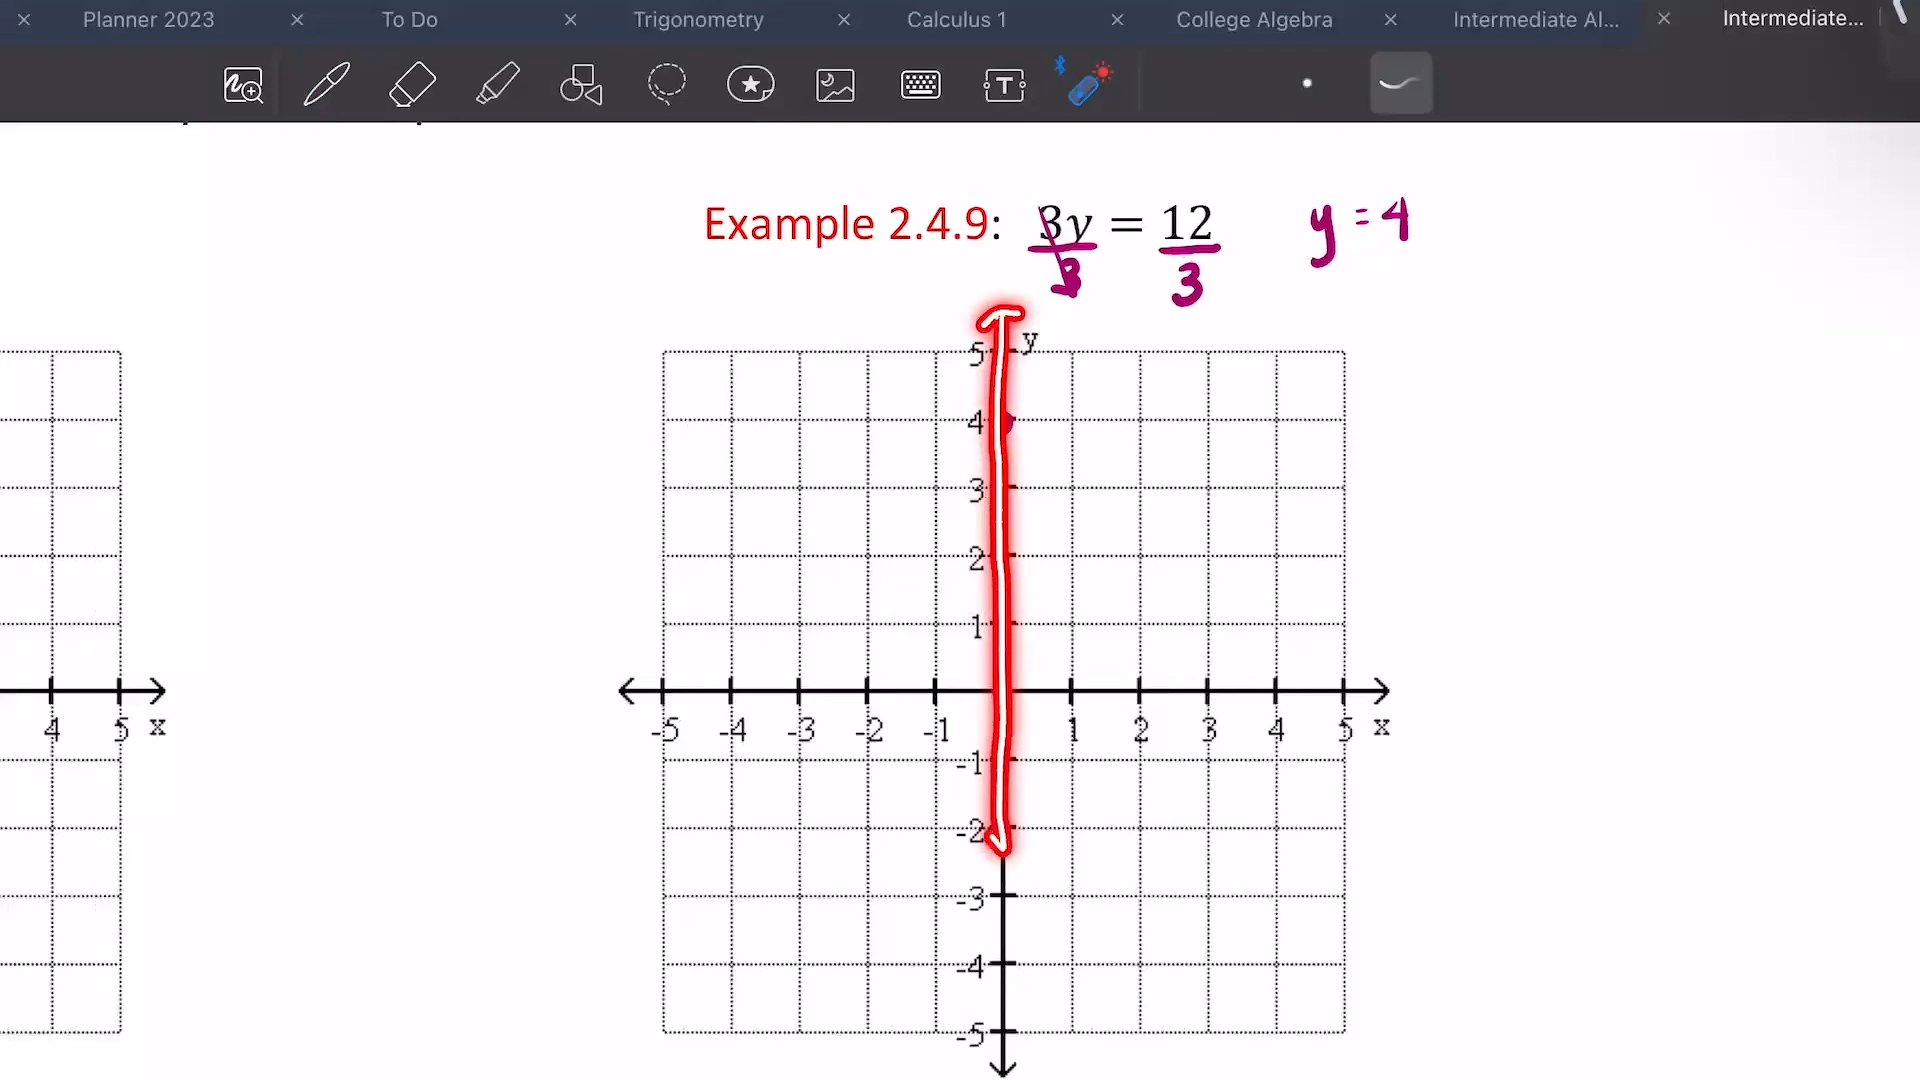 Planner 2023 To Do Trigonometry Calculus 1 College Algebra Intermediate Al... Intermediate...
T
Example 2.4.9: 3y = 12 y = 4
3 3
y
5
4
3
2
1
4 5 x
-5 -4 -3 -2 -1 1 2 3 4 5 x
-1
-2
-3
-4
-5